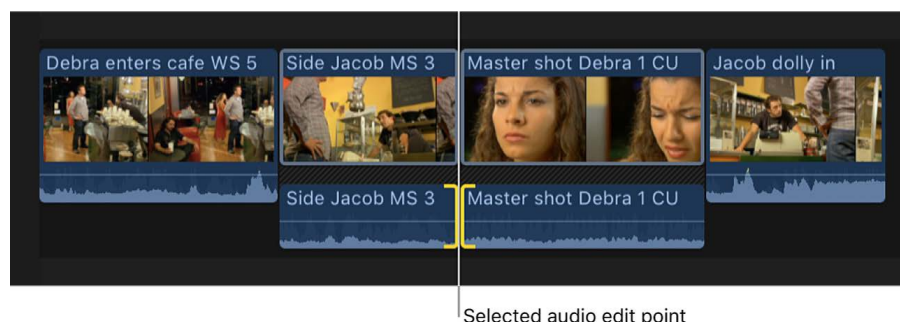 Debra enters cafe WS 5
Side Jacob MS 3
Master shot Debra 1 CU
Jacob dolly in
Side Jacob MS 3
Master shot Debra 1 CU
Selected audio edit point